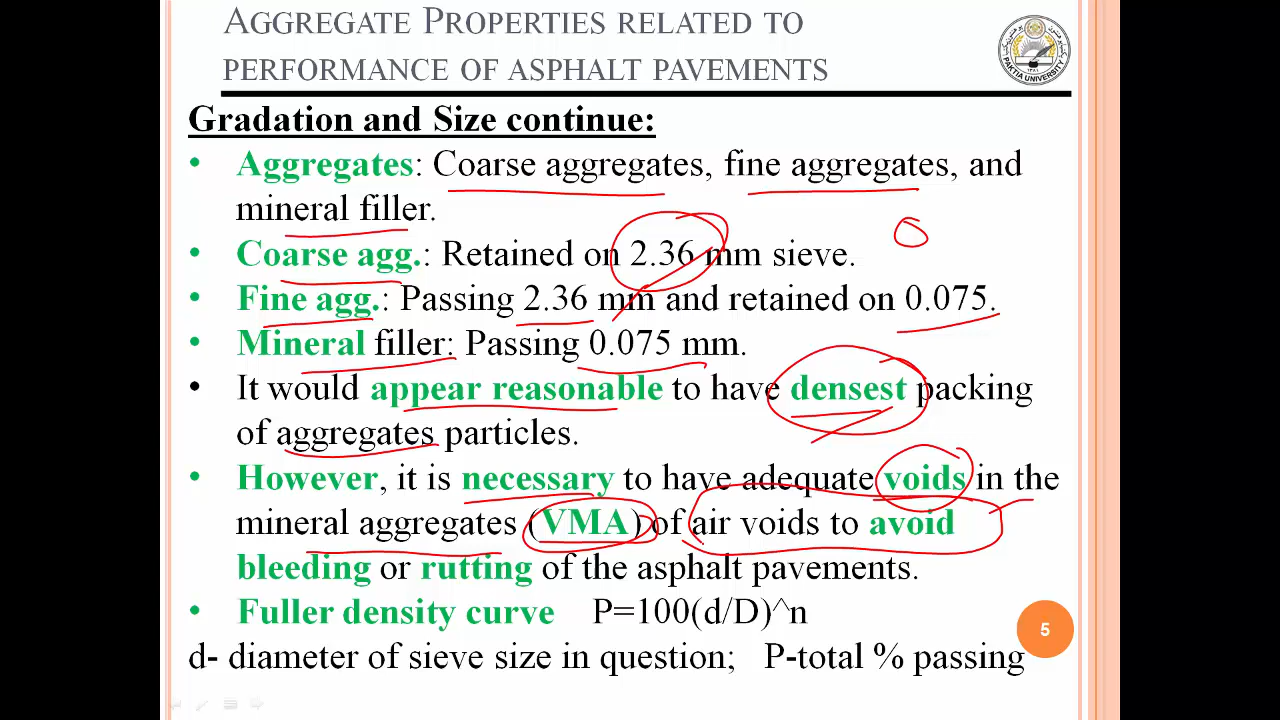 AGGREGATE PROPERTIES RELATED TO
PERFORMANCE OF ASPHALT PAVEMENTS
PAKTIA UNIVERSITY
Gradation and Size continue:
• Aggregates: Coarse aggregates, fine aggregates, and
mineral filler.
• Coarse agg.: Retained on 2.36 mm sieve.
• Fine agg.: Passing 2.36 mm and retained on 0.075.
• Mineral filler: Passing 0.075 mm.
• It would appear reasonable to have densest packing
of aggregates particles.
• However, it is necessary to have adequate voids in the
mineral aggregates (VMA) of air voids to avoid
bleeding or rutting of the asphalt pavements.
• Fuller density curve P=100(d/D)^n
5
d- diameter of sieve size in question; P-total % passing